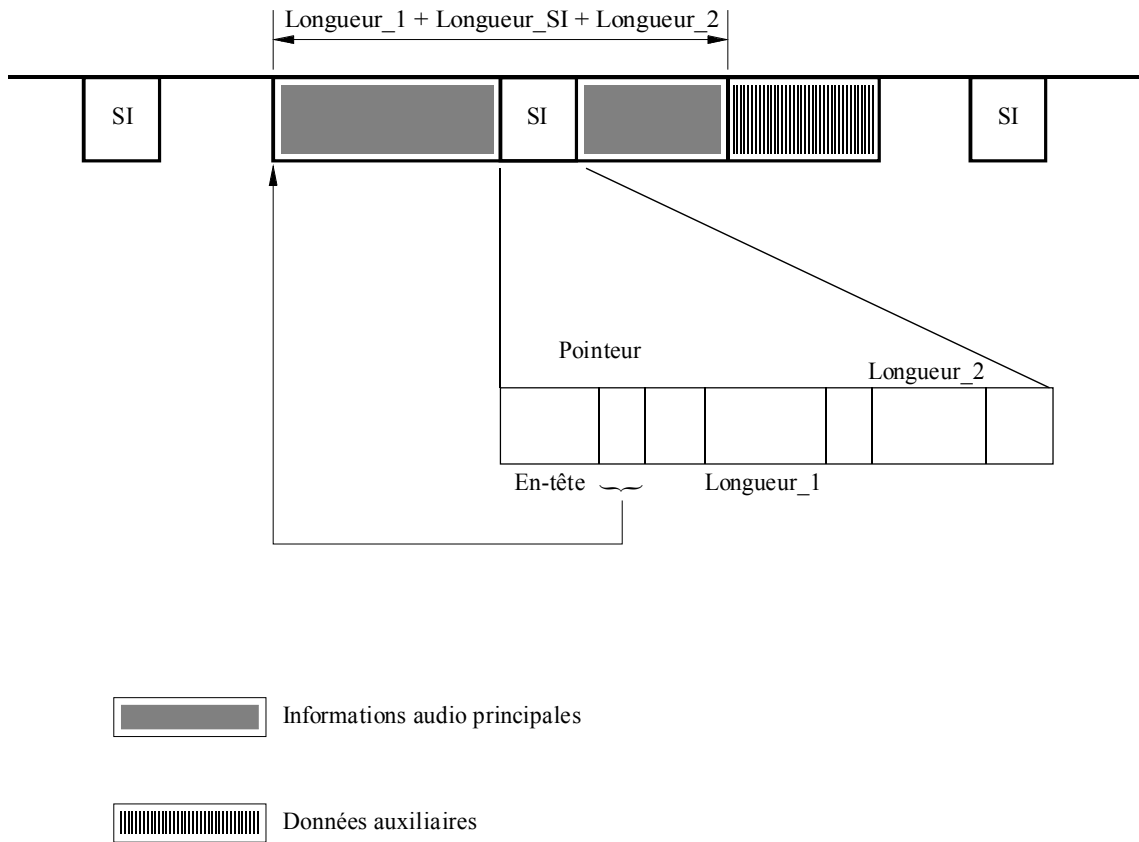 Longueur_1 + Longueur_SI + Longueur_2
SI
SI
SI
Pointeur
Longueur_2
En-tête
Longueur_1
Informations audio principales
Données auxiliaires